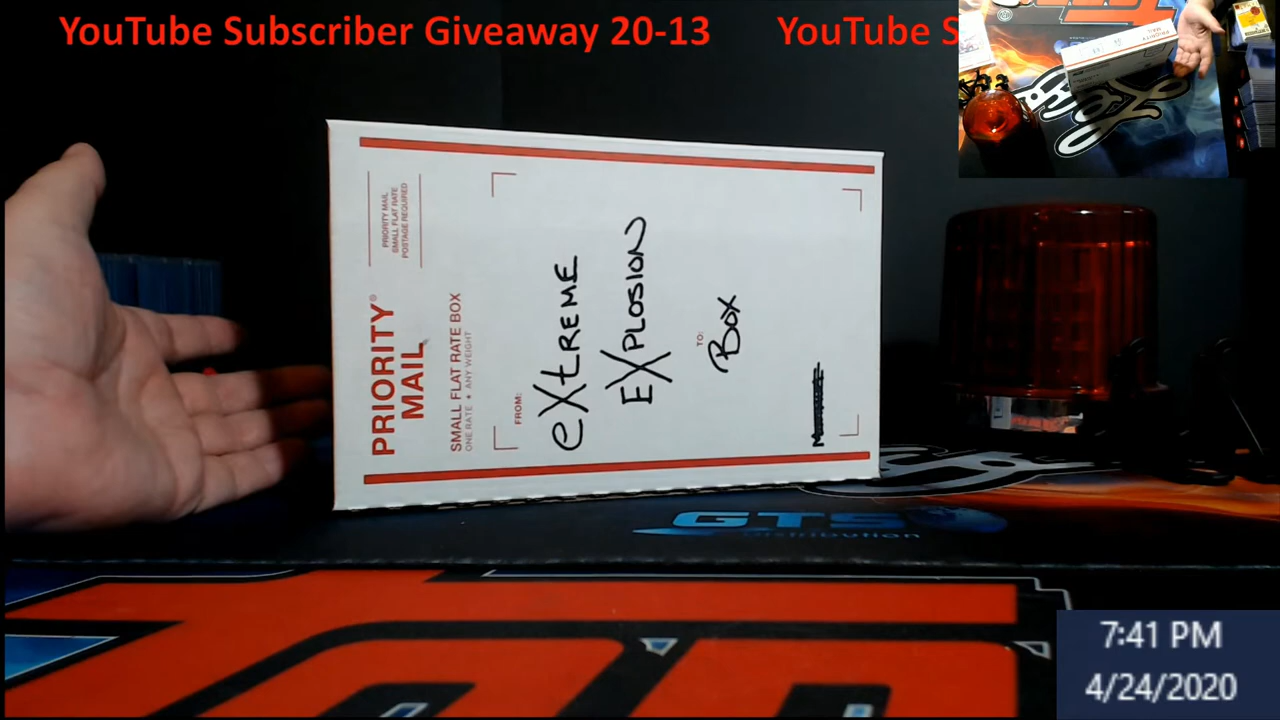 YouTube Subscriber Giveaway 20-13 YouTube S
PRIORITY MAIL
SMALL FLAT RATE
POSTAGE REQUIRED
PRIORITY®
MAIL
SMALL FLAT RATE BOX
ONE RATE ★ ANY WEIGHT
FROM:
eXtREME
EXPLOSION
TO:
BOX
GTS
Distribution
7:41 PM
4/24/2020